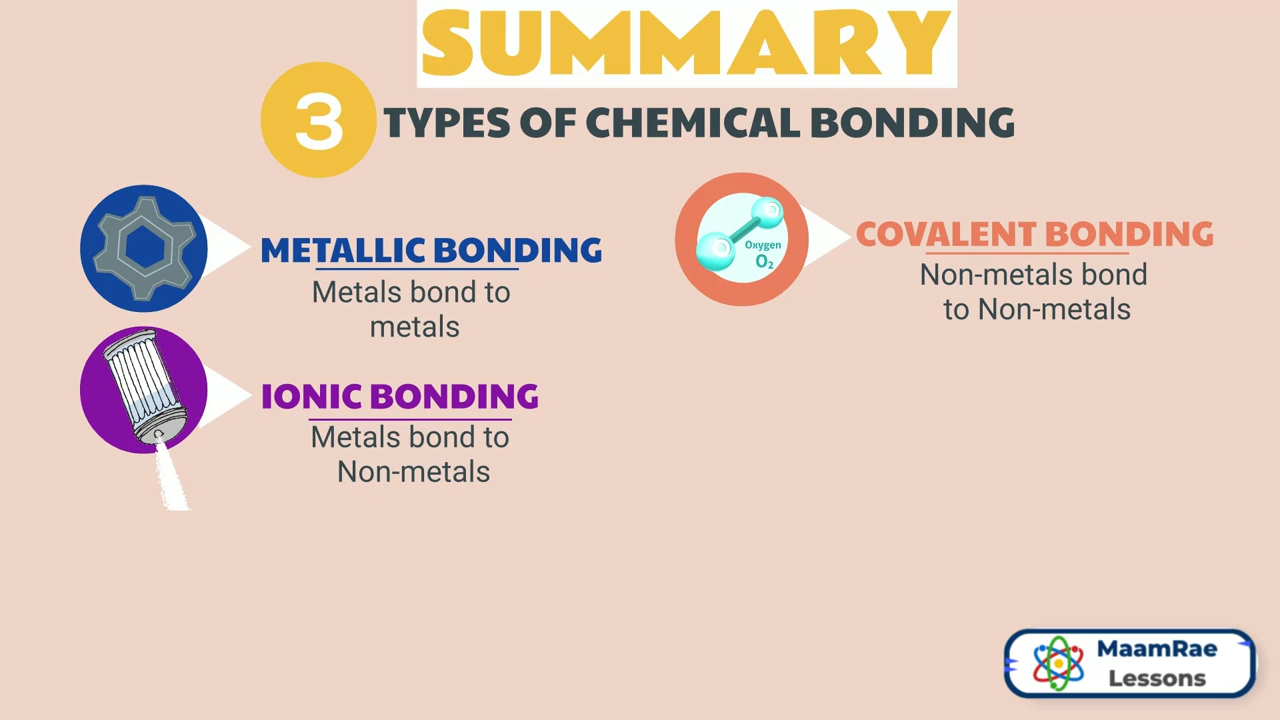 SUMMARY
3
TYPES OF CHEMICAL BONDING
METALLIC BONDING
Metals bond to
metals
IONIC BONDING
Metals bond to
Non-metals
COVALENT BONDING
Non-metals bond
to Non-metals
Oxygen
O₂
MaamRae
Lessons